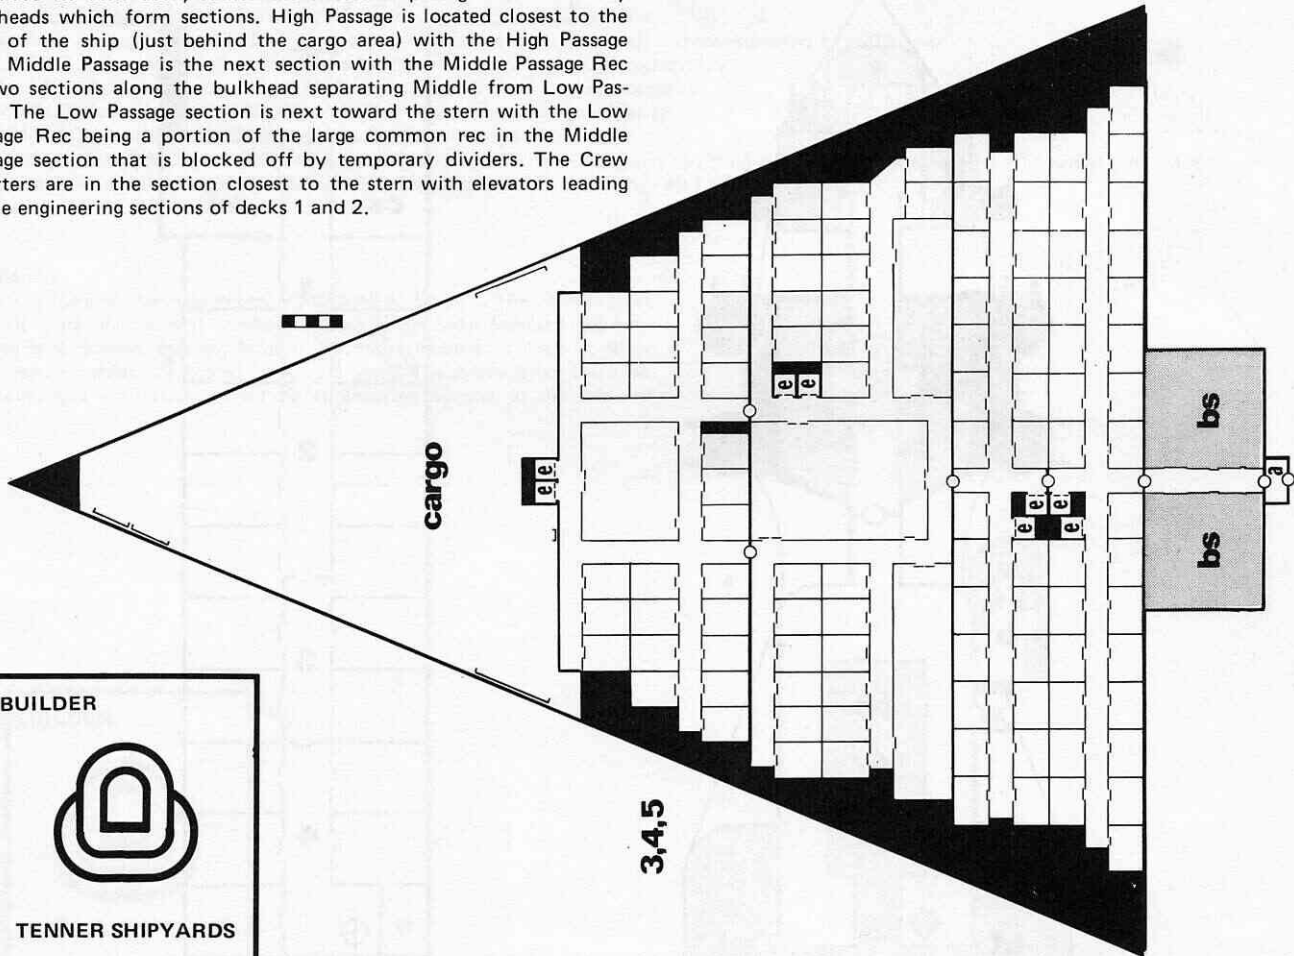 heads which form sections. High Passage is located closest to the
of the ship (just behind the cargo area) with the High Passage
Middle Passage is the next section with the Middle Passage Rec
wo sections along the bulkhead separating Middle from Low Pas-
The Low Passage section is next toward the stern with the Low
age Rec being a portion of the large common rec in the Middle
age section that is blocked off by temporary dividers. The Crew
rters are in the section closest to the stern with elevators leading
e engineering sections of decks 1 and 2.
cargo
e e
e e
e e
e e
bs
bs
a
3,4,5
BUILDER
TENNER SHIPYARDS